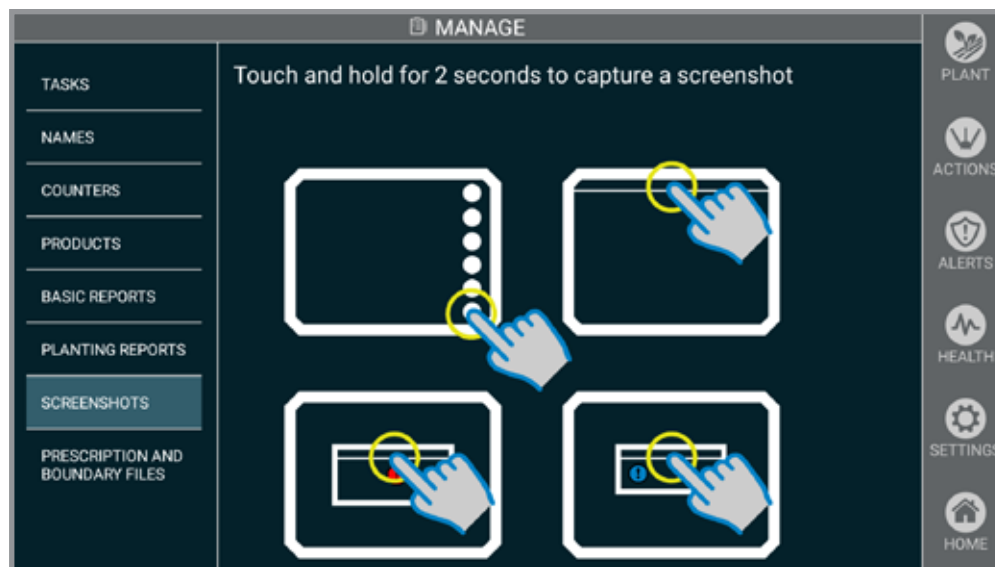 MANAGE
Touch and hold for 2 seconds to capture a screenshot
TASKS
NAMES
COUNTERS
PRODUCTS
BASIC REPORTS
PLANTING REPORTS
SCREENSHOTS
PRESCRIPTION AND
BOUNDARY FILES
PLANT
ACTIONS
ALERTS
HEALTH
SETTINGS
HOME